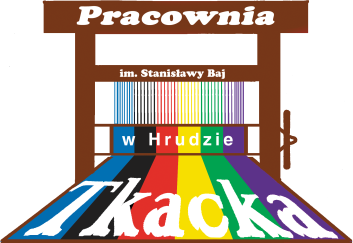 Pracownia
im. Stanisławy Baj
w Hrudzie
Tkacka